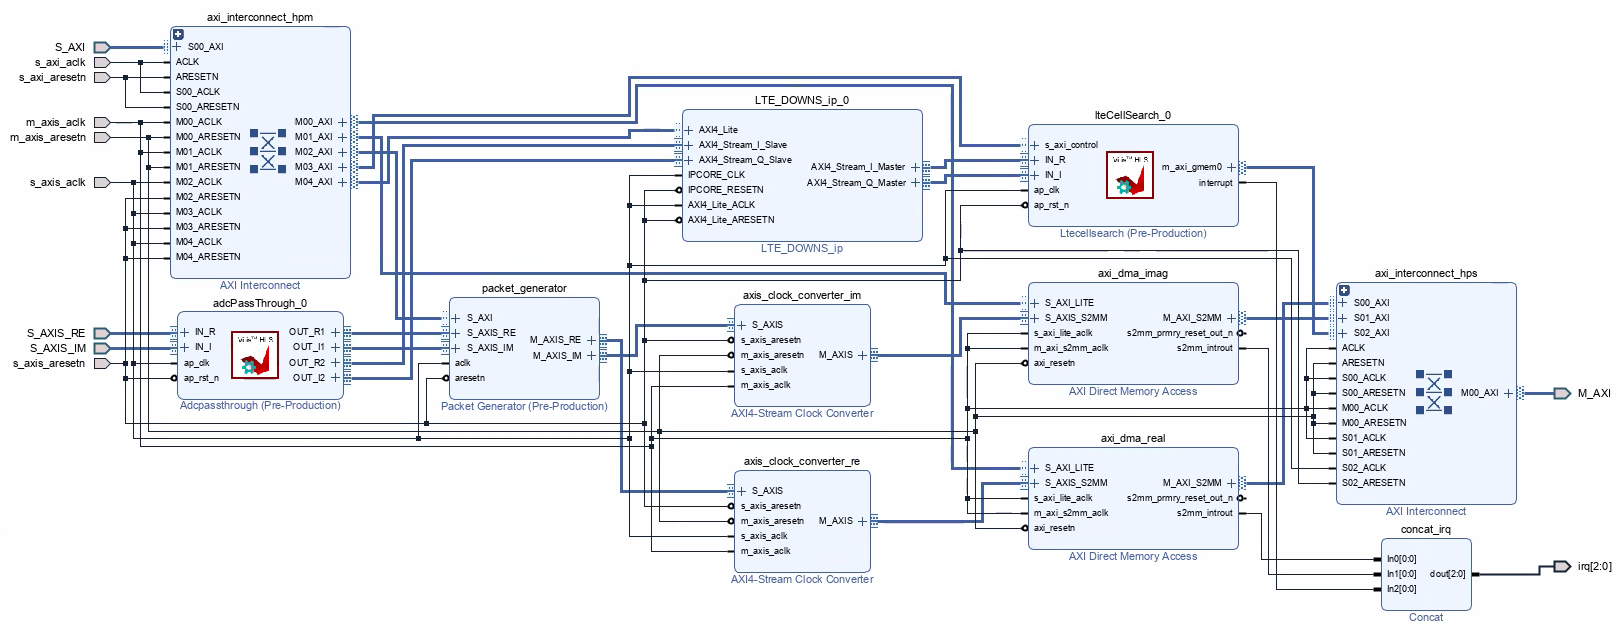 axi_interconnect_hpm
S_AXI
s_axi_aclk
s_axi_aresetn
m_axis_aclk
m_axis_aresetn
s_axis_aclk
S00_AXI
ACLK
ARESETN
S00_ACLK
S00_ARESETN
M00_ACLK
M00_ARESETN
M01_ACLK
M01_ARESETN
M02_ACLK
M02_ARESETN
M03_ACLK
M03_ARESETN
M04_ACLK
M04_ARESETN
M00_AXI
M01_AXI
M02_AXI
M03_AXI
M04_AXI
AXI Interconnect
adcPassThrough_0
S_AXIS_RE
S_AXIS_IM
s_axis_aresetn
IN_R
IN_I
ap_clk
ap_rst_n
OUT_R1
OUT_I1
OUT_R2
OUT_I2
Adcpassthrough (Pre-Production)
packet_generator
S_AXI
S_AXIS_RE
S_AXIS_IM
aclk
aresetn
M_AXIS_RE
M_AXIS_IM
Packet Generator (Pre-Production)
LTE_DOWNS_ip_0
AXI4_Lite
AXI4_Stream_I_Slave
AXI4_Stream_Q_Slave
IPCORE_CLK
IPCORE_RESETN
AXI4_Lite_ACLK
AXI4_Lite_ARESETN
AXI4_Stream_I_Master
AXI4_Stream_Q_Master
LTE_DOWNS_ip
axis_clock_converter_im
S_AXIS
s_axis_aresetn
m_axis_aresetn
s_axis_aclk
m_axis_aclk
M_AXIS
AXI4-Stream Clock Converter
axis_clock_converter_re
S_AXIS
s_axis_aresetn
m_axis_aresetn
s_axis_aclk
m_axis_aclk
M_AXIS
AXI4-Stream Clock Converter
lteCellSearch_0
s_axi_control
IN_R
IN_I
ap_clk
ap_rst_n
m_axi_gmem0
interrupt
Ltecellsearch (Pre-Production)
axi_dma_imag
S_AXI_LITE
S_AXIS_S2MM
s_axi_lite_aclk
m_axi_s2mm_aclk
axi_resetn
M_AXI_S2MM
s2mm_prmry_reset_out_n
s2mm_introut
AXI Direct Memory Access
axi_dma_real
S_AXI_LITE
S_AXIS_S2MM
s_axi_lite_aclk
m_axi_s2mm_aclk
axi_resetn
M_AXI_S2MM
s2mm_prmry_reset_out_n
s2mm_introut
AXI Direct Memory Access
axi_interconnect_hps
S00_AXI
S01_AXI
S02_AXI
ACLK
ARESETN
S00_ACLK
S00_ARESETN
M00_ACLK
M00_ARESETN
S01_ACLK
S01_ARESETN
S02_ACLK
S02_ARESETN
M00_AXI
M_AXI
AXI Interconnect
concat_irq
In0[0:0]
In1[0:0]
In2[0:0]
dout[2:0]
irq[2:0]
Concat